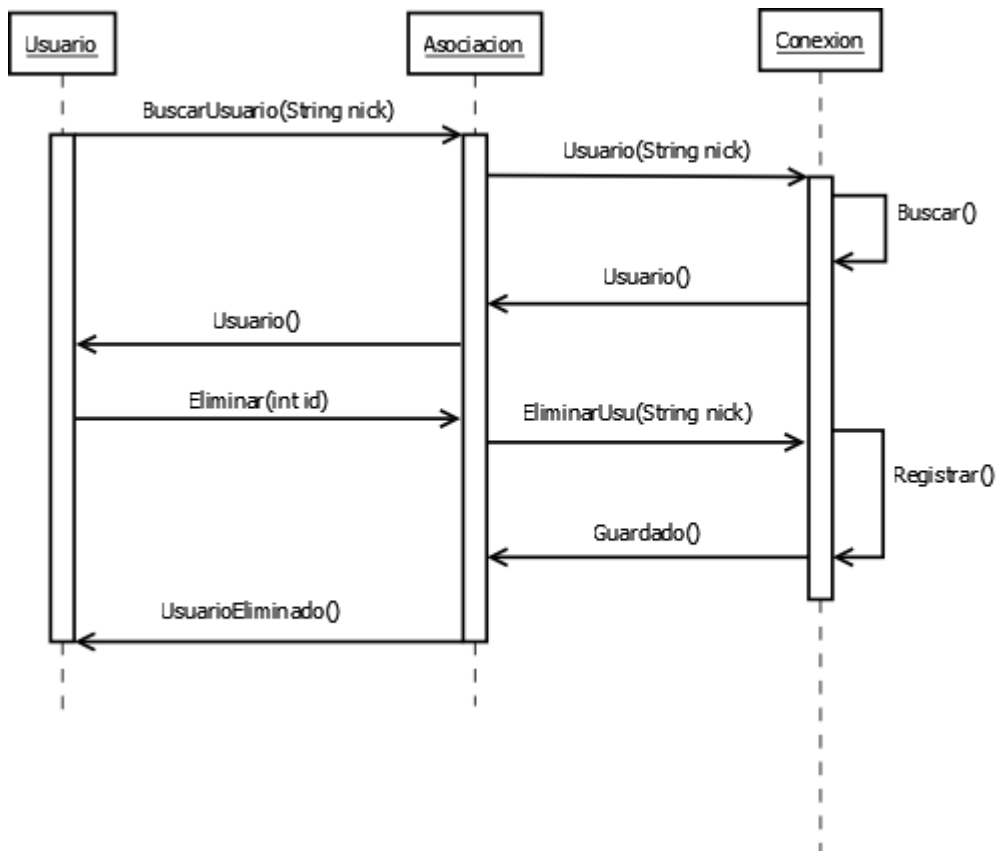 Usuario
Asociacion
Conexion
BuscarUsuario(String nick)
Usuario(String nick)
Buscar()
Usuario()
Usuario()
Eliminar(int id)
EliminarUsu(String nick)
Registrar()
Guardado()
UsuarioEliminado()